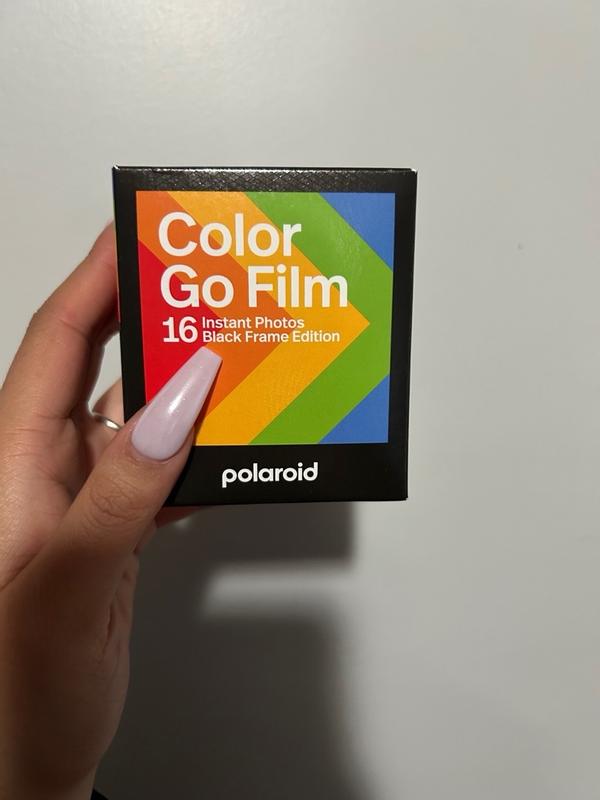 Color
Go Film
16 Instant Photos
Black Frame Edition
polaroid